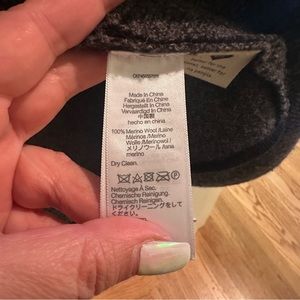 Made In China
Fabriqué En Chine
Hergestellt in China
Vervaardigd in China
中国製
hecho en China
100% Merino Wool/Laine
Mérinos/Merino
Wolle/Merinowol/
メリノウール/lana
merino
Dry Clean.
Nettoyage À Sec.
Chemische Reinigung.
Chemisch Reinigen.
ドライクリーニングをして
ください。